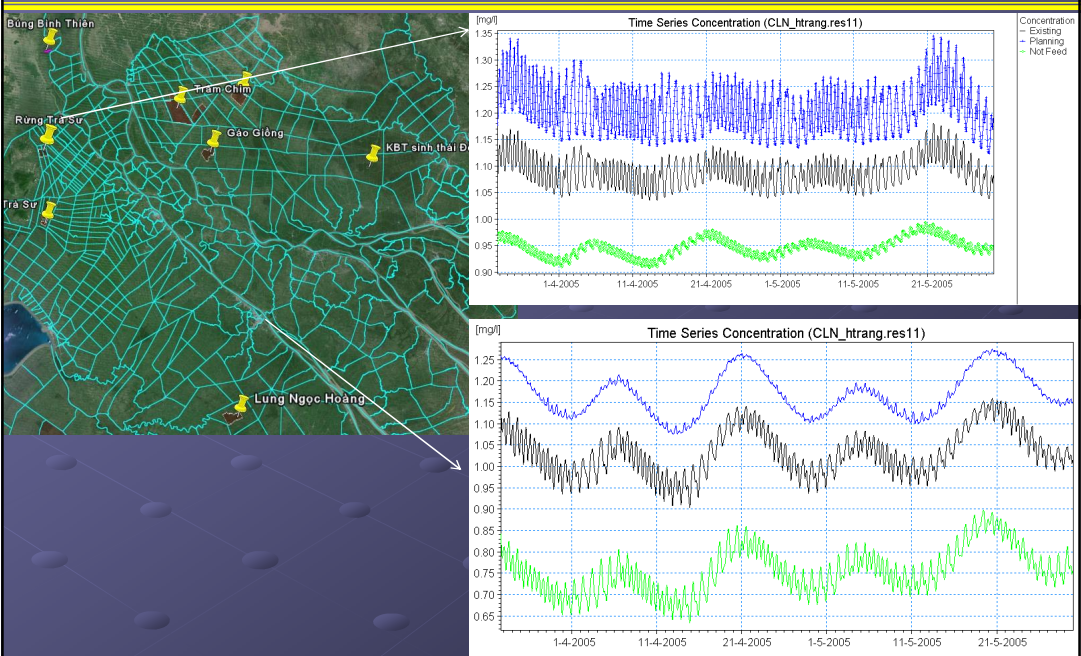 Búng Bình Thiên
Tràm Chim
Rừng Trà Sư
Gáo Giồng
KBT sinh thái Đồ
Trà Sư
Lung Ngọc Hoàng
[mg/l]
Time Series Concentration (CLN_htrang.res11)
1.35
1.30
1.25
1.20
1.15
1.10
1.05
1.00
0.95
0.90
1-4-2005 11-4-2005 21-4-2005 1-5-2005 11-5-2005 21-5-2005
Concentration
Existing
Planning
Not Feed
[mg/l]
Time Series Concentration (CLN_htrang.res11)
1.25
1.20
1.15
1.10
1.05
1.00
0.95
0.90
0.85
0.80
0.75
0.70
0.65
1-4-2005 11-4-2005 21-4-2005 1-5-2005 11-5-2005 21-5-2005